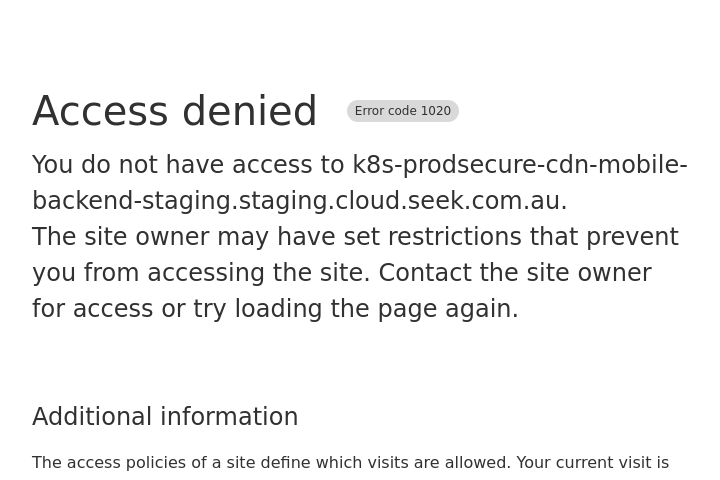 Access denied Error code 1020
You do not have access to k8s-prodsecure-cdn-mobile-
backend-staging.staging.cloud.seek.com.au.
The site owner may have set restrictions that prevent
you from accessing the site. Contact the site owner
for access or try loading the page again.
Additional information
The access policies of a site define which visits are allowed. Your current visit is